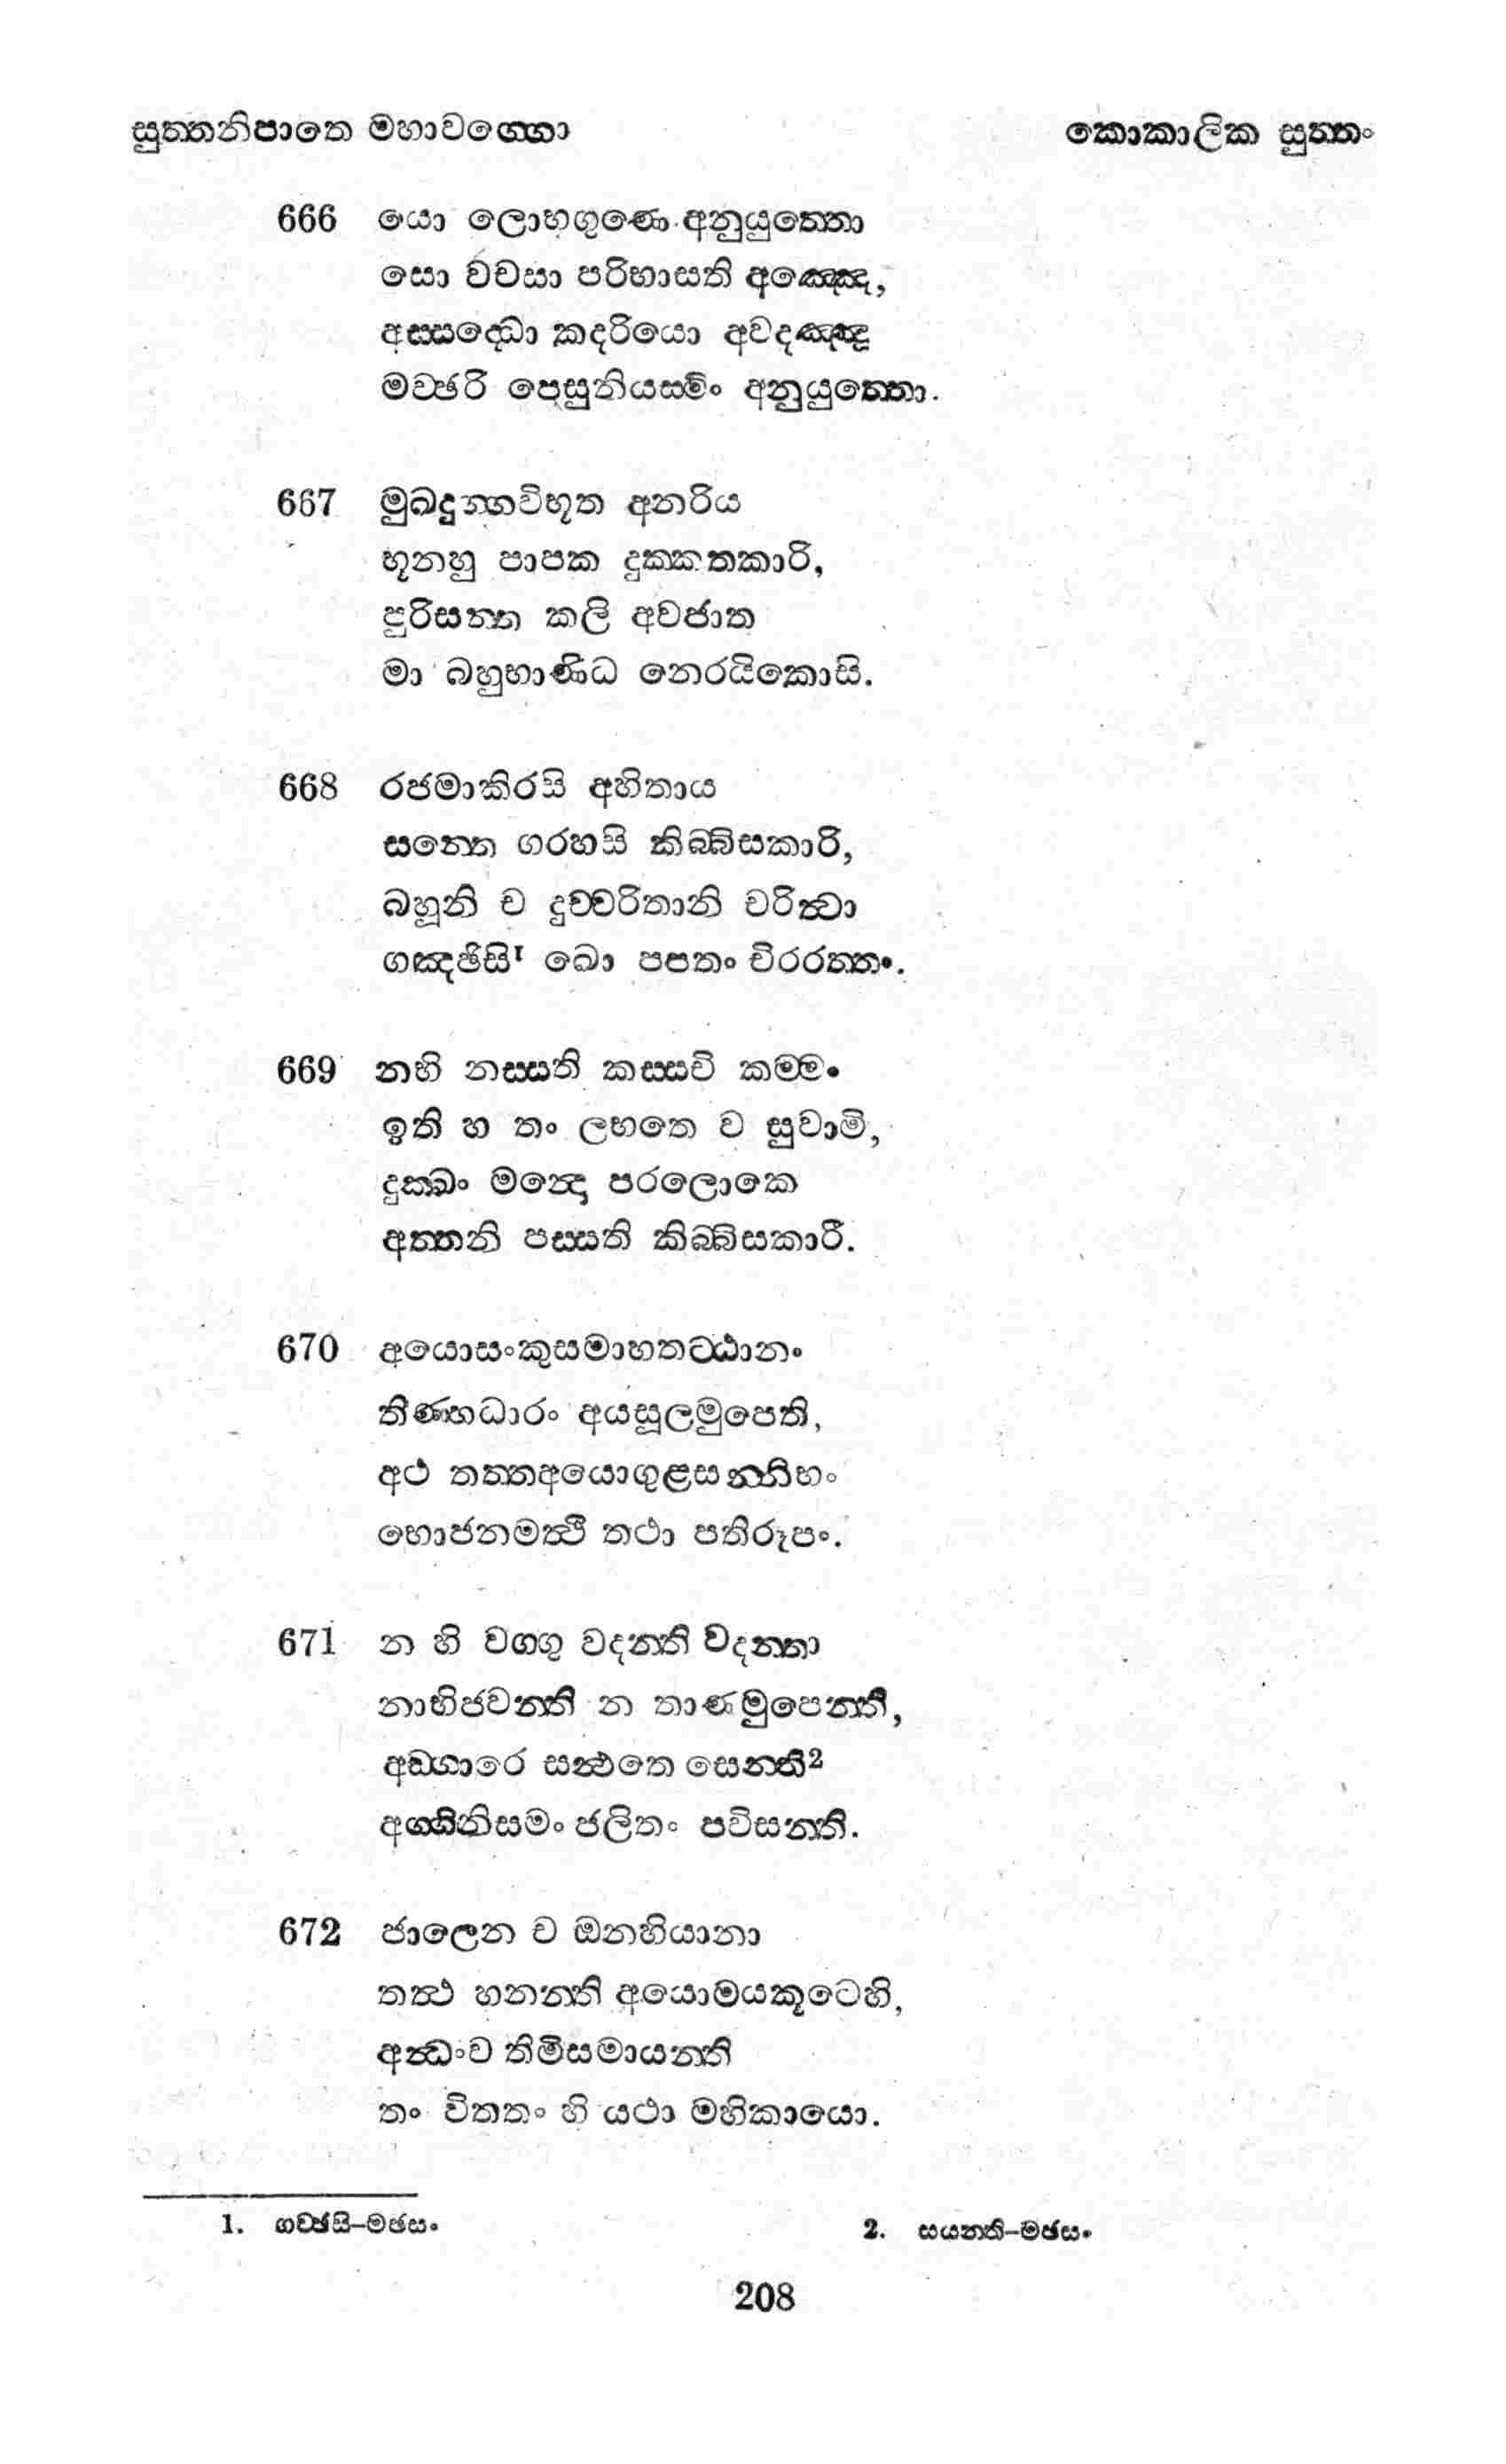 සුත්තනිපාතෙ මහාවග්ගො
කොකාලික සුත්තං
666 යො ලොභගුණෙ අනුයුත්තො
සො වචසා පරිභාසති අඤ්ඤෙ,
අස්සද්ධො කදරියො අවදඤ්ඤූ
මච්ඡරි පෙසුනියස්මිං අනුයුත්තො.
667 මුඛදුග්ගවිභූත අනරිය
භූනහු පාපක දුක්කතකාරි,
පුරිසන්ත කලි අවජාත
මා බහුභාණිධ නෙරයිකොසි.
668 රජමාකිරසි අහිතාය
සන්තෙ ගරහසි කිබ්බිසකාරි,
බහූනි ච දුච්චරිතානි චරිත්වා
ගඤ්ඡිසි1 ඛො පපතං චිරරත්තං.
669 නහි නස්සති කස්සචි කම්මං
ඉති හ තං ලභතෙ ව සුවාමි,
දුක්ඛං මන්දො පරලොකෙ
අත්තනි පස්සති කිබ්බිසකාරී.
670 අයොසංකුසමාහතට්ඨානං
තිණ්හධාරං අයසූලමුපෙති,
අථ තත්තඅයොගුළසන්නිභං
භොජනමත්ථි තථා පතිරූපං.
671 න හි වග්ගු වදන්ති වදන්තා
නාභිජවන්ති න තාණමුපෙන්ති,
අඞ්ගාරෙ සන්ථතෙ සෙන්ති2
අග්ගිනිසමං ජලිතං පවිසන්ති.
672 ජාලෙන ච ඔනහියානා
තත්ථ හනන්ති අයොමයකූටෙහි,
අන්ධංව තිමිසමායන්ති
තං විතතං හි යථා මහිකායො.
1. ගච්ඡසි-මඡසං
2. සයන්ති-මඡසං
208